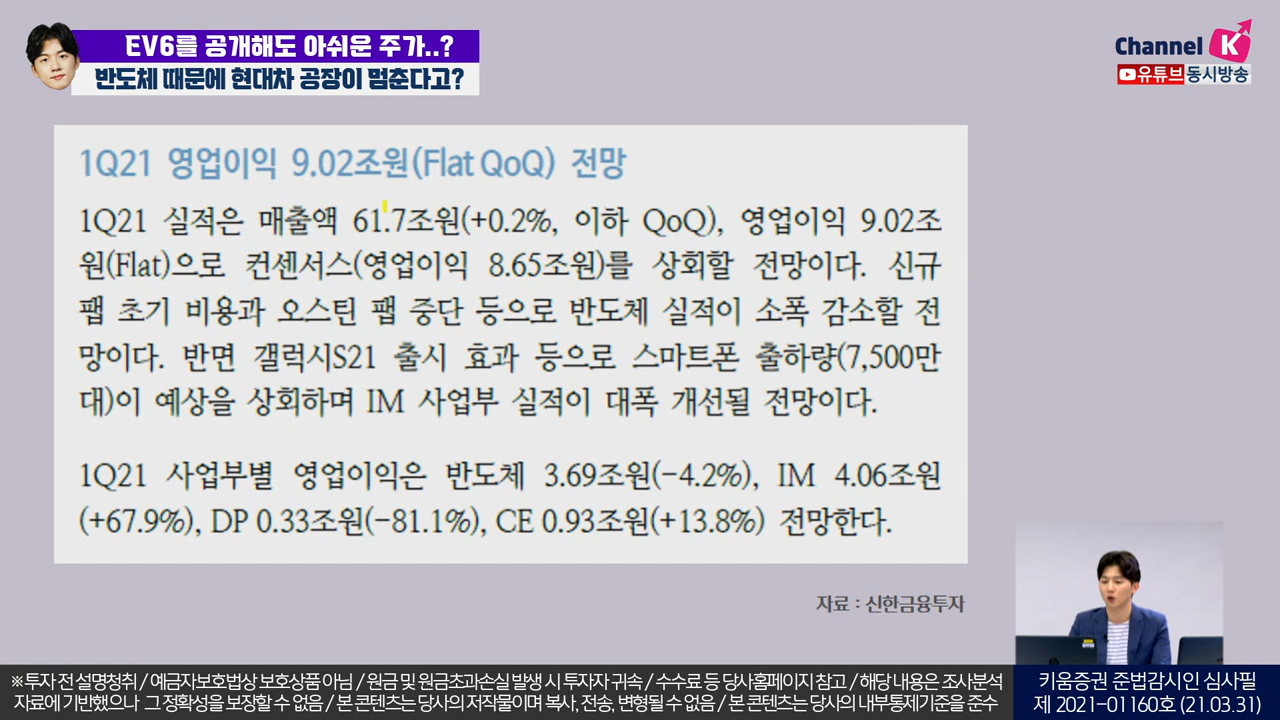 EV6를 공개해도 아쉬운 주가..?
반도체 때문에 현대차 공장이 멈춘다고?
Channel K
유튜브동시방송
1Q21 영업이익 9.02조원(Flat QoQ) 전망
1Q21 실적은 매출액 61.7조원(+0.2%, 이하 QoQ), 영업이익 9.02조
원(Flat)으로 컨센서스(영업이익 8.65조원)를 상회할 전망이다. 신규
팹 초기 비용과 오스틴 팹 중단 등으로 반도체 실적이 소폭 감소할 전
망이다. 반면 갤럭시S21 출시 효과 등으로 스마트폰 출하량(7,500만
대)이 예상을 상회하며 IM 사업부 실적이 대폭 개선될 전망이다.
1Q21 사업부별 영업이익은 반도체 3.69조원(-4.2%), IM 4.06조원
(+67.9%), DP 0.33조원(-81.1%), CE 0.93조원(+13.8%) 전망한다.
자료 : 신한금융투자
※투자 전 설명청취 / 예금자보호법상 보호상품 아님 / 원금 및 원금초과손실 발생 시 투자자 귀속 / 수수료 등 당사홈페이지 참고 / 해당 내용은 조사분석
자료에 기반했으나 그 정확성을 보장할 수 없음 / 본 콘텐츠는 당사의 저작물이며 복사, 전송, 변형될 수 없음 / 본 콘텐츠는 당사의 내부통제기준을 준수
키움증권 준법감시인 심사필
제 2021-01160호 (21.03.31)